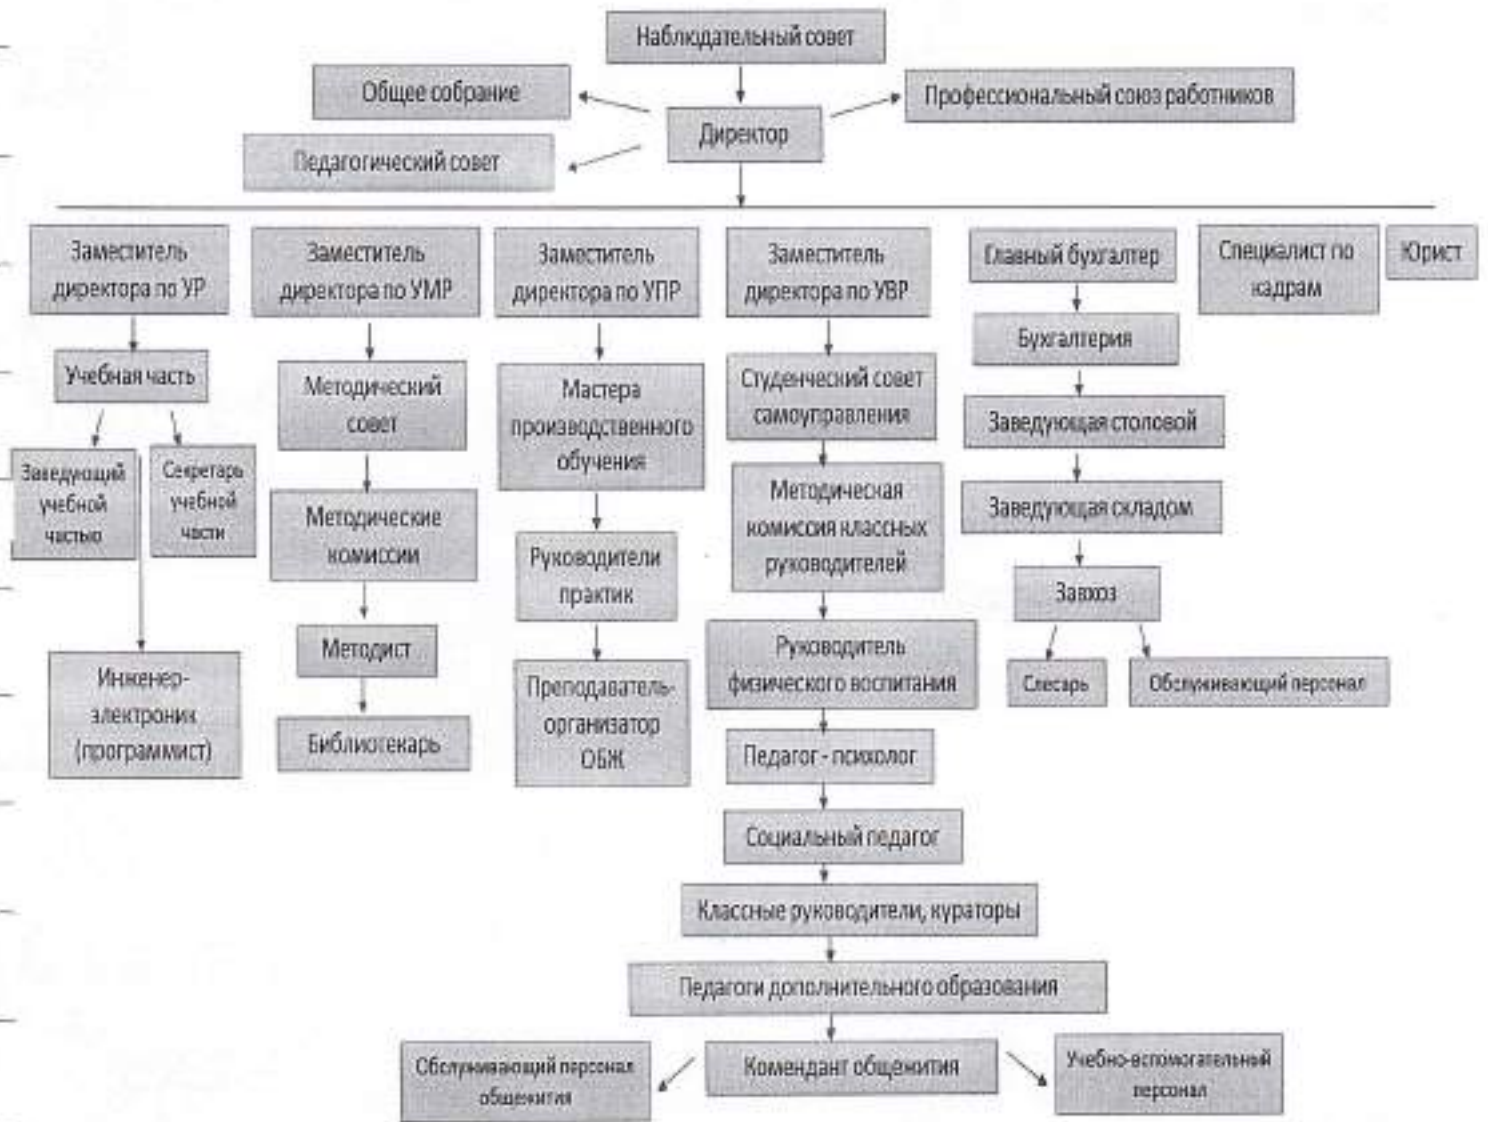 Наблюдательный совет
Общее собрание
Профессиональный союз работников
Директор
Педагогический совет
Заместитель
директора по УР
Заместитель
директора по УМР
Заместитель
директора по УПР
Заместитель
директора по УВР
Главный бухгалтер
Специалист по
кадрам
Юрист
Учебная часть
Заведующий
учебной
частью
Секретарь
учебной
части
Инженер-
электроник
(программист)
Методический
совет
Методические
комиссии
Методист
Библиотекарь
Мастера
производственного
обучения
Руководители
практик
Преподаватель-
организатор
ОБЖ
Студенческий совет
самоуправления
Методическая
комиссия классных
руководителей
Руководитель
физического воспитания
Педагог - психолог
Социальный педагог
Классные руководители, кураторы
Педагоги дополнительного образования
Комендант общежития
Обслуживающий персонал
общежития
Учебно-вспомогательный
персонал
Бухгалтерия
Заведующая столовой
Заведующая складом
Завхоз
Слесарь
Обслуживающий персонал